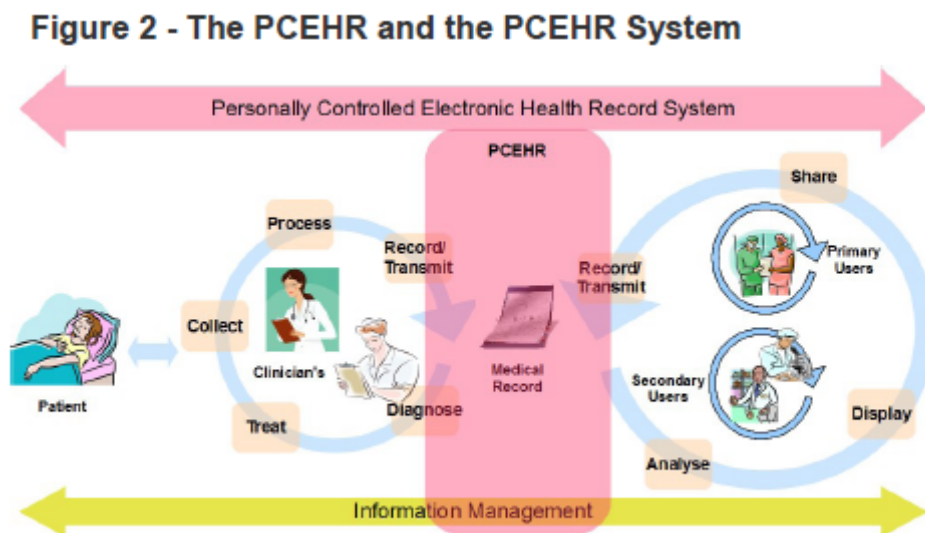 Figure 2 - The PCEHR and the PCEHR System
Personally Controlled Electronic Health Record System
PCEHR
Share
Process
Record/
Transmit
Record/
Transmit
Primary
Users
Collect
Clinician's
Medical
Record
Secondary
Users
Patient
Treat
Diagnose
Display
Analyse
Information Management